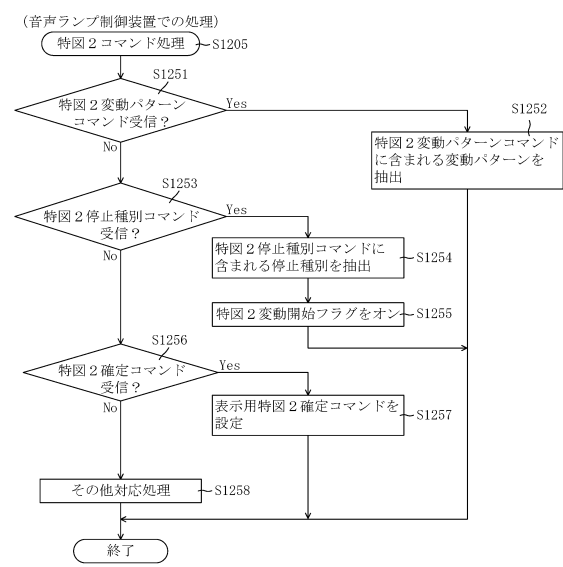 (音声ランプ制御装置での処理)
特図2コマンド処理
S1205
S1251
特図2変動パターン
コマンド受信?
Yes
No
S1252
特図2変動パターンコマンド
に含まれる変動パターンを
抽出
S1253
特図2停止種別コマンド
受信?
Yes
No
特図2停止種別コマンドに
含まれる停止種別を抽出
S1254
特図2変動開始フラグをオン
S1255
S1256
特図2確定コマンド
受信?
Yes
No
表示用特図2確定コマンドを
設定
S1257
その他対応処理
S1258
終了